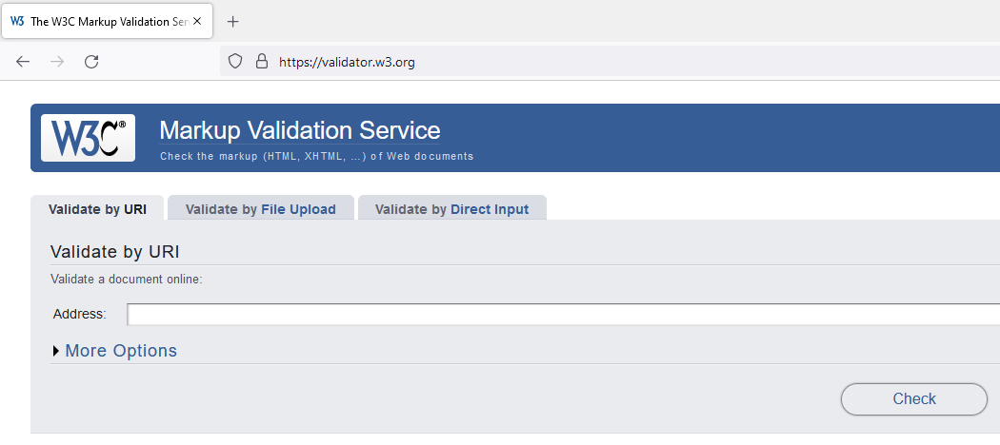 W3 The W3C Markup Validation Ser
https://validator.w3.org
W3C®
Markup Validation Service
Check the markup (HTML, XHTML, ...) of Web documents
Validate by URI
Validate by File Upload
Validate by Direct Input
Validate by URI
Validate a document online:
Address:
More Options
Check